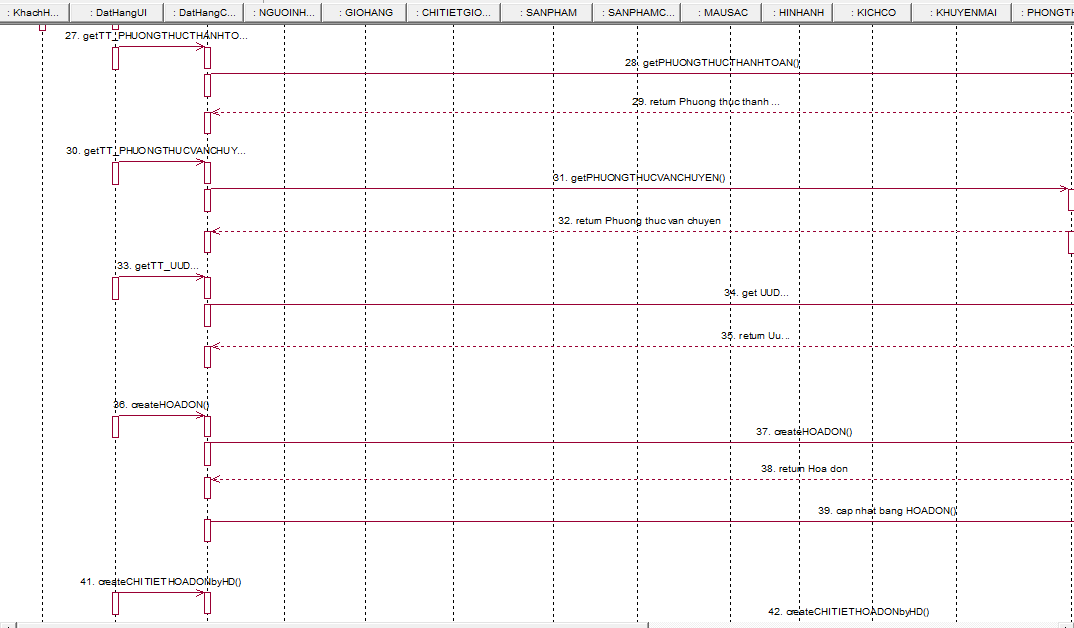 : KhachH...
: DatHangUI
: DatHangC...
: NGUOINH...
: GIOHANG
: CHITIETGIO...
: SANPHAM
: SANPHAMC...
: MAUSAC
: HINHANH
: KICHCO
: KHUYENMAI
: PHONGTH
27. getTT_PHUONGTHUCTHANHTO...
28. getPHUONGTHUCTHANHTOAN()
29. return Phuong thuc thanh ...
30. getTT_PHUONGTHUCVANCHUY...
31. getPHUONGTHUCVANCHUYEN()
32. return Phuong thuc van chuyen
33. getTT_UUD...
34. get UUD...
35. return Uu...
36. createHOADON()
37. createHOADON()
38. return Hoa don
39. cap nhat bang HOADON()
41. createCHITIETHOADONbyHD()
42. createCHITIETHOADONbyHD()